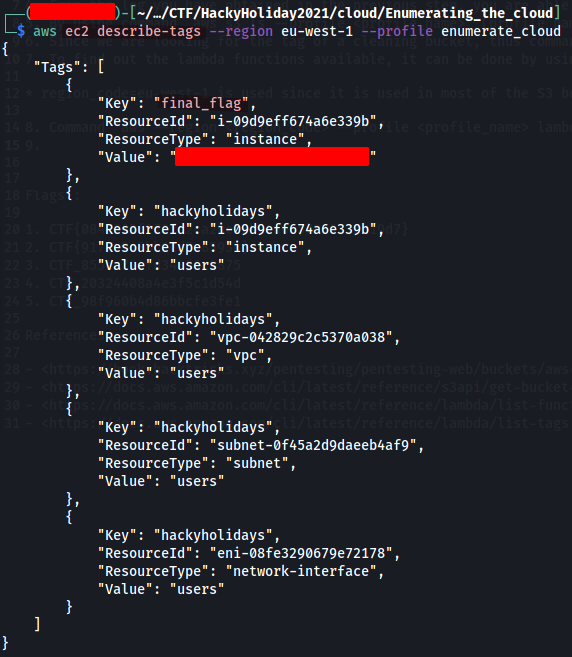 )-[~/…/CTF/HackyHoliday2021/cloud/Enumerating_the_cloud]
$ aws ec2 describe-tags --region eu-west-1 --profile enumerate_cloud
{
"Tags": [
{
"Key": "final_flag",
"ResourceId": "i-09d9eff674a6e339b",
"ResourceType": "instance",
"Value": " "
},
{
"Key": "hackyholidays",
"ResourceId": "i-09d9eff674a6e339b",
"ResourceType": "instance",
"Value": "users"
},
{
"Key": "hackyholidays",
"ResourceId": "vpc-042829c2c5370a038",
"ResourceType": "vpc",
"Value": "users"
},
{
"Key": "hackyholidays",
"ResourceId": "subnet-0f45a2d9daeeb4af9",
"ResourceType": "subnet",
"Value": "users"
},
{
"Key": "hackyholidays",
"ResourceId": "eni-08fe3290679e72178",
"ResourceType": "network-interface",
"Value": "users"
}
]
}